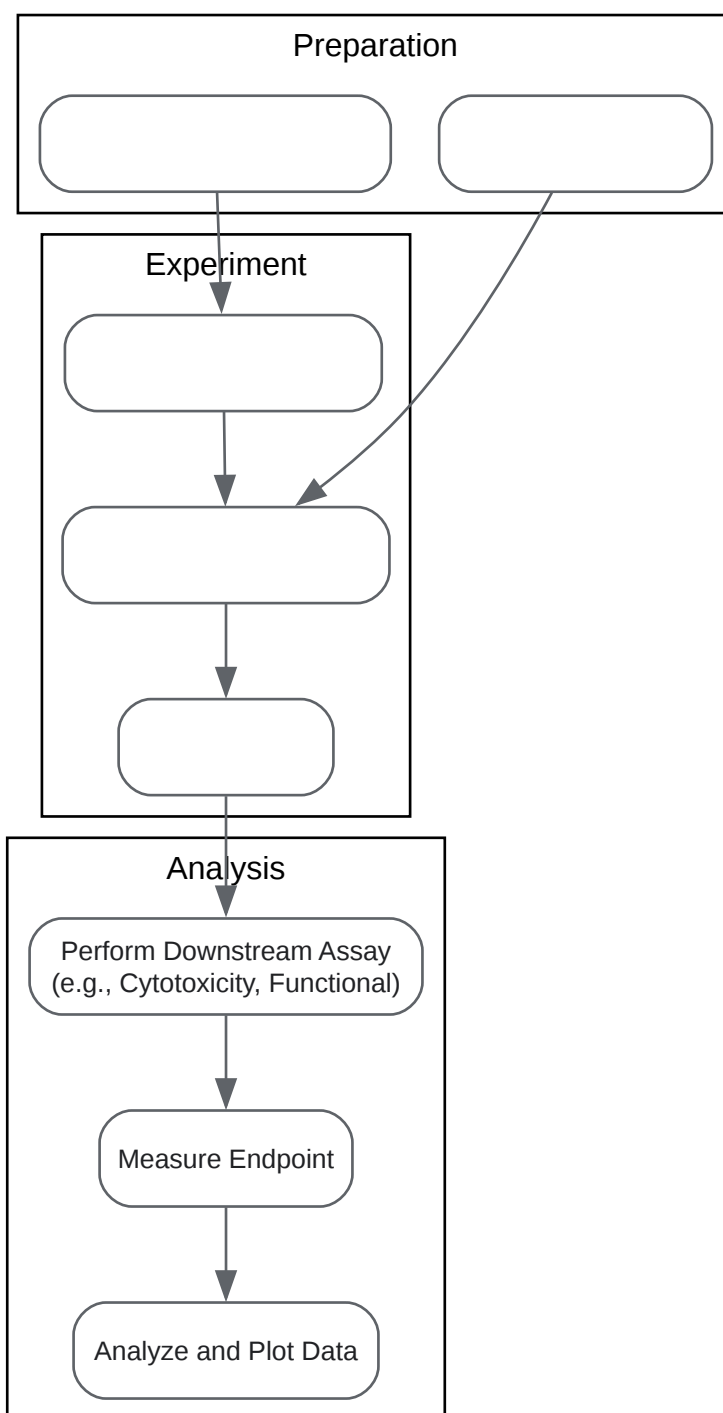 Preparation
Experiment
Analysis
Perform Downstream Assay
(e.g., Cytotoxicity, Functional)
Measure Endpoint
Analyze and Plot Data